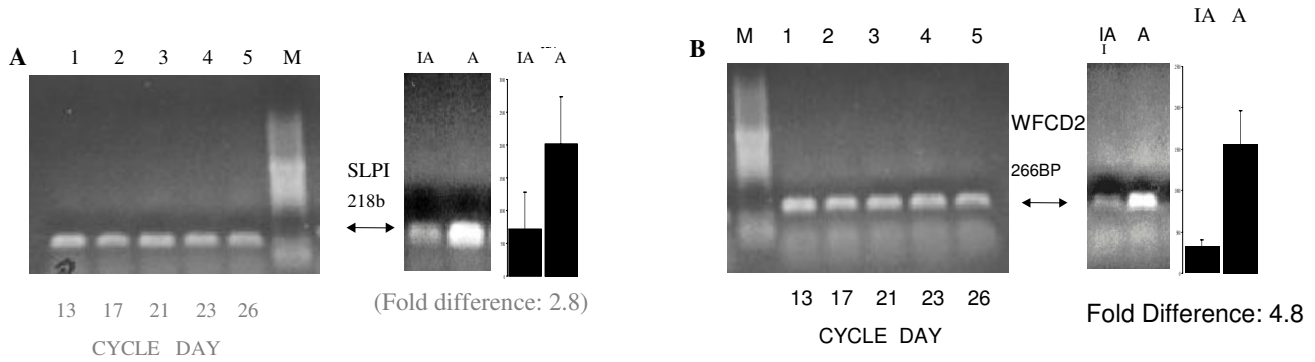 A
1 2 3 4 5 M
IA A
IA A
SLPI
218b
(Fold difference: 2.8)
13 17 21 23 26
CYCLE DAY
B
M 1 2 3 4 5
IA A
I
IA A
WFCD2
266BP
13 17 21 23 26
CYCLE DAY
Fold Difference: 4.8